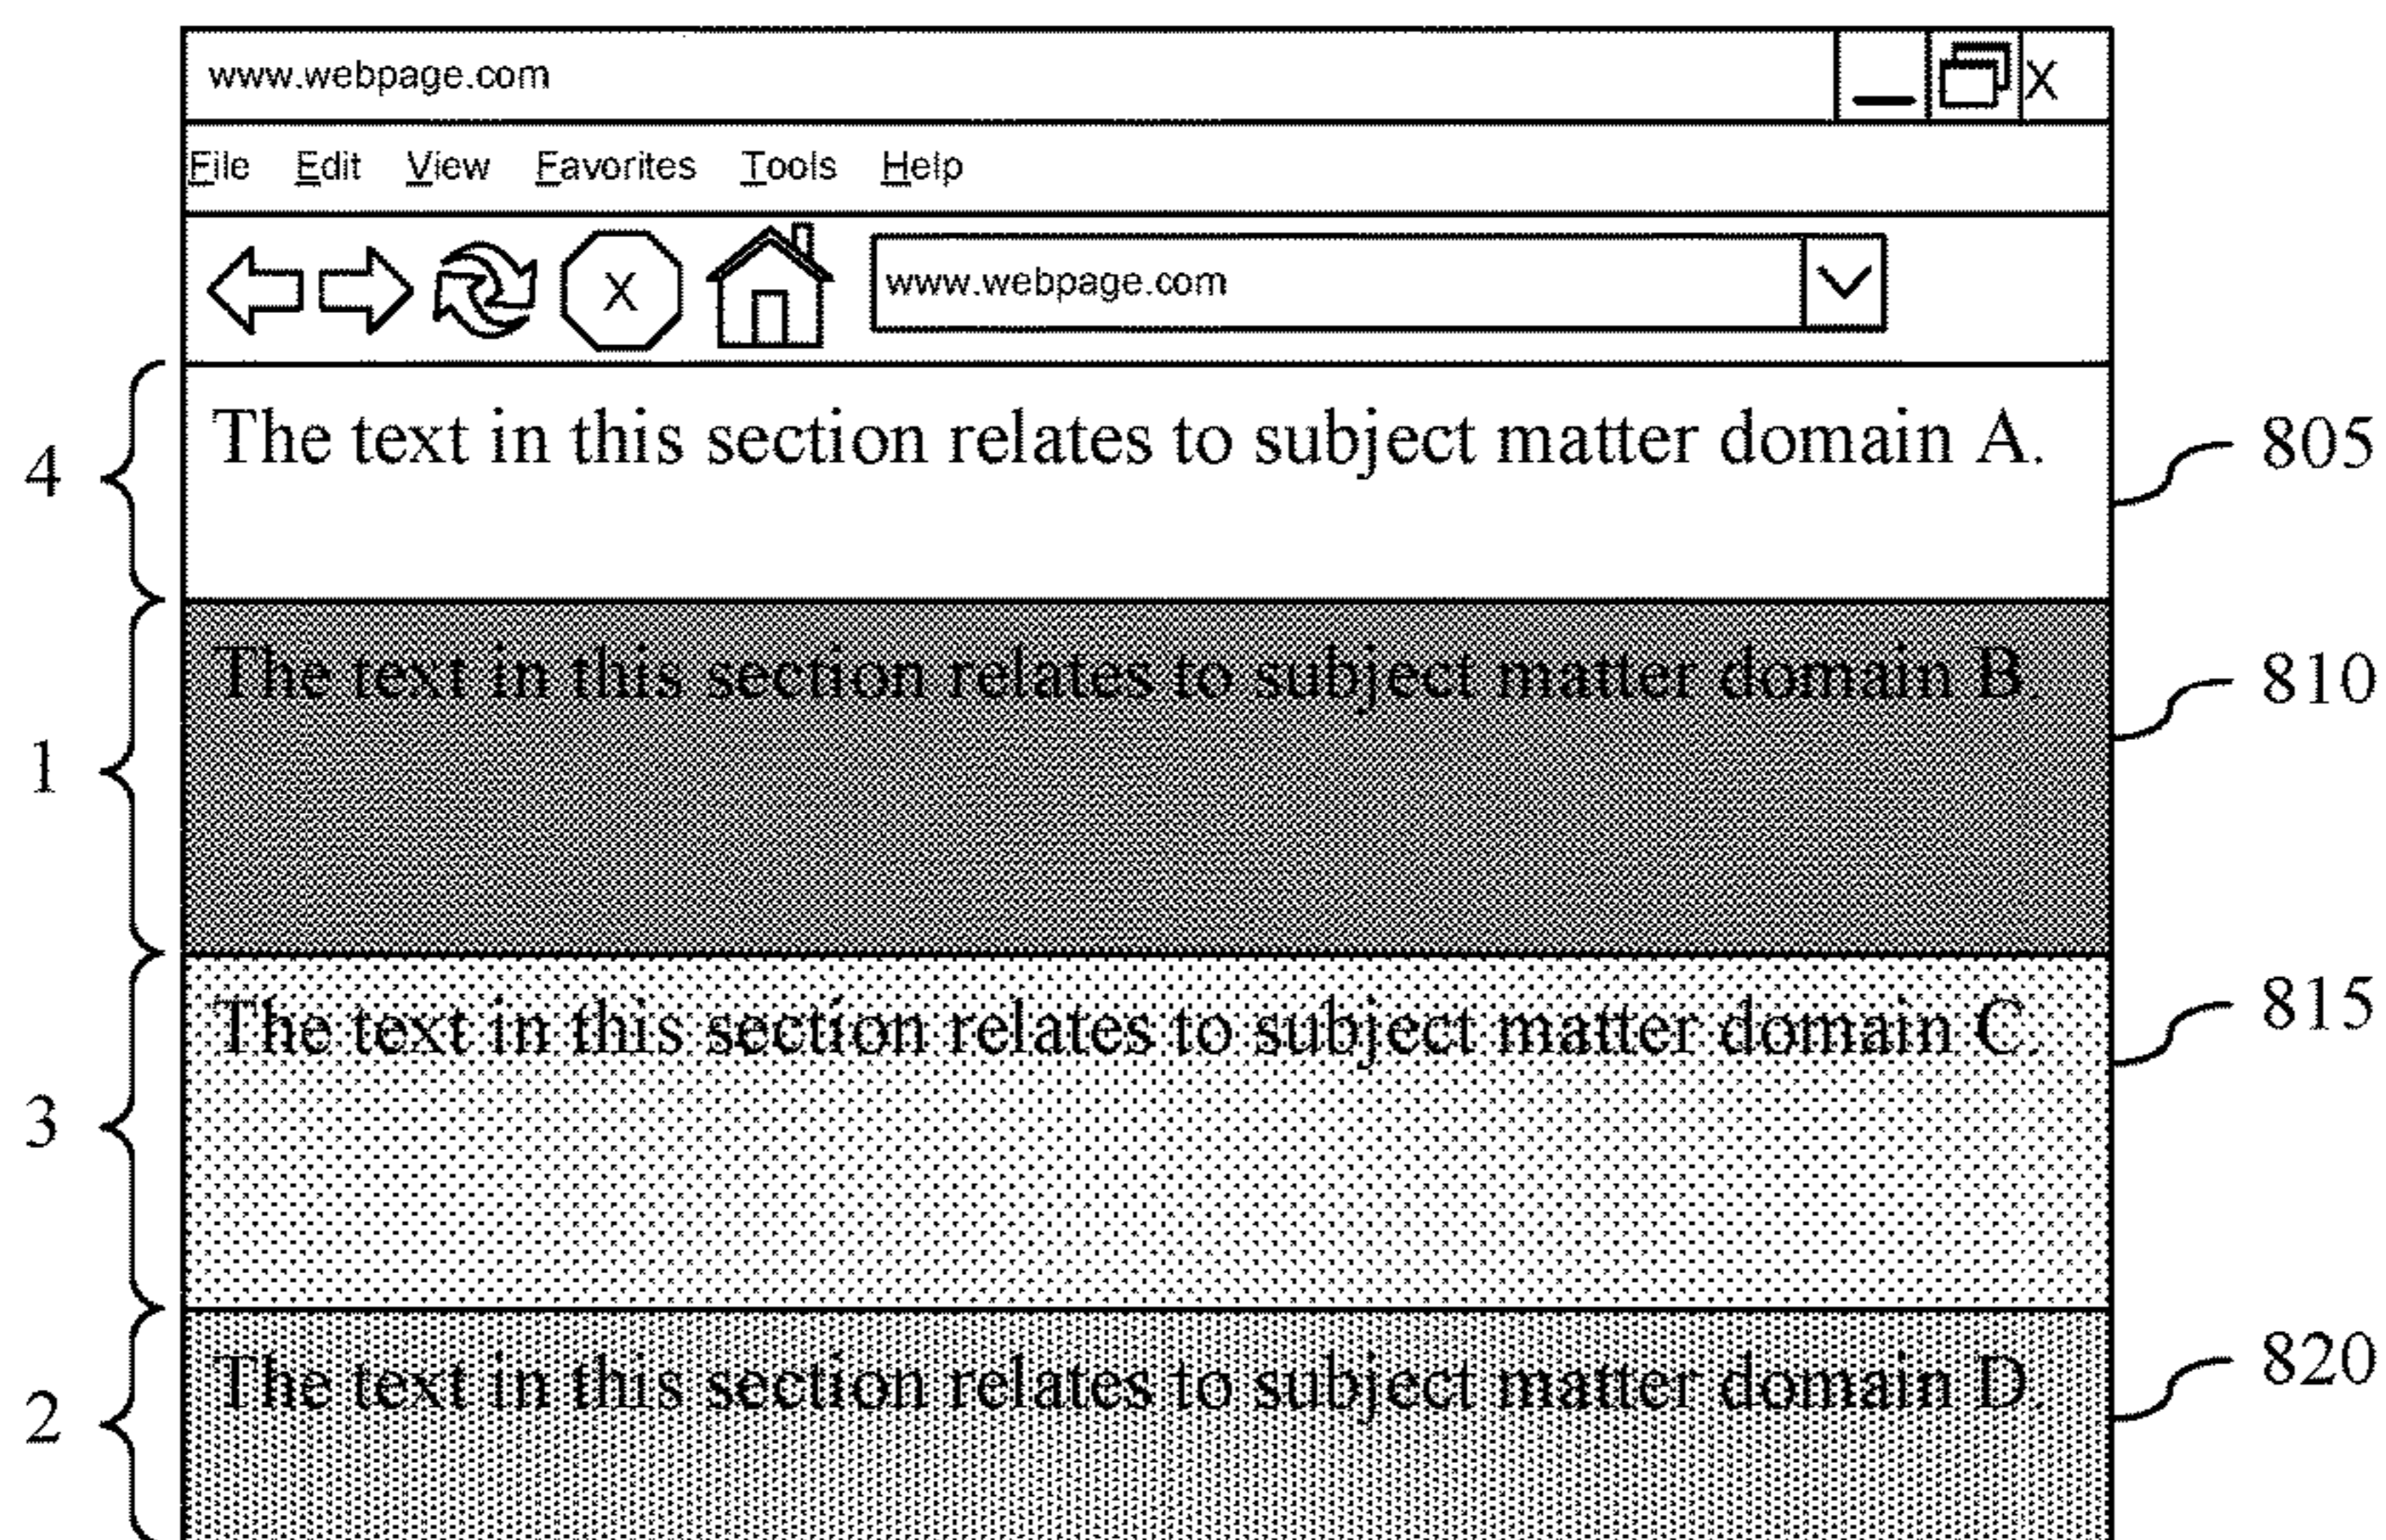 www.webpage.com X
File Edit View Favorites Tools Help
X www.webpage.com
4 The text in this section relates to subject matter domain A. 805
1 The text in this section relates to subject matter domain B. 810
3 The text in this section relates to subject matter domain C. 815
2 The text in this section relates to subject matter domain D. 820